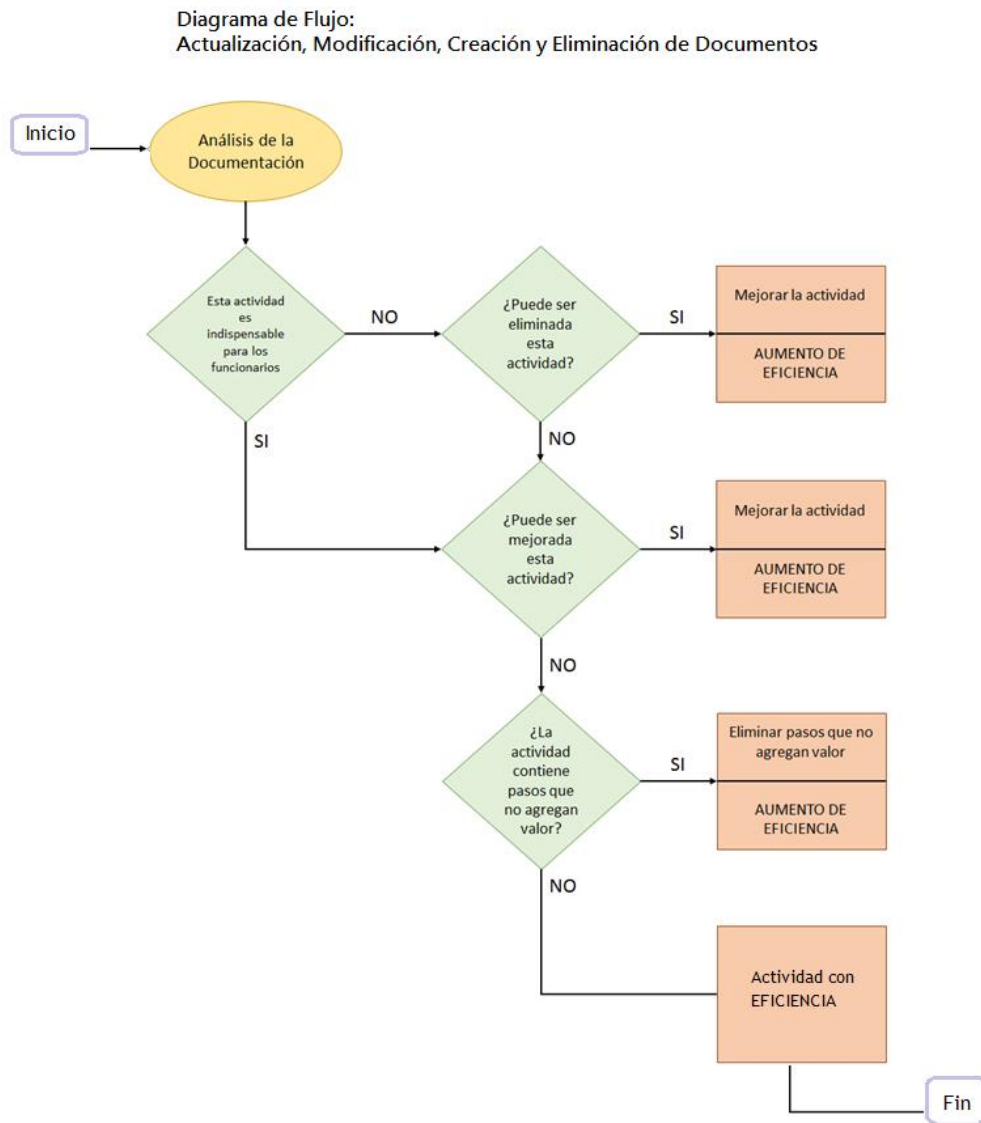 Diagrama de Flujo:
Actualización, Modificación, Creación y Eliminación de Documentos
Inicio
Análisis de la
Documentación
Esta actividad
es
indispensable
para los
funcionarios
NO
¿Puede ser
eliminada
esta
actividad?
SI
Mejorar la actividad
AUMENTO DE
EFICIENCIA
SI
NO
¿Puede ser
mejorada
esta
actividad?
SI
Mejorar la actividad
AUMENTO DE
EFICIENCIA
NO
¿La
actividad
contiene
pasos que
no agregan
valor?
SI
Eliminar pasos que no
agregan valor
AUMENTO DE
EFICIENCIA
NO
Actividad con
EFICIENCIA
Fin